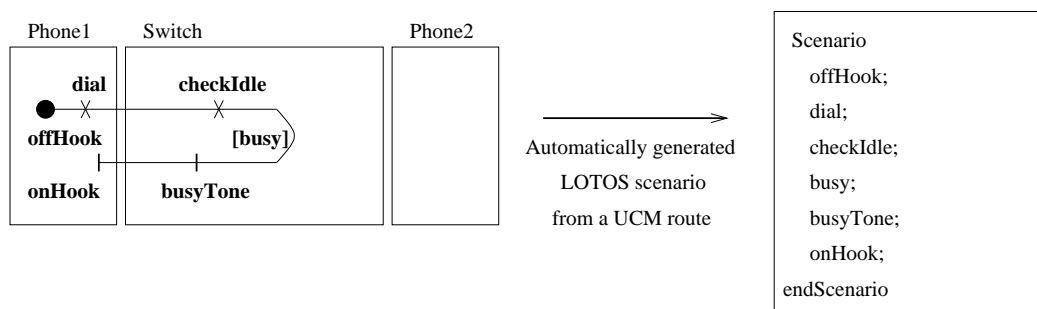 Phone1
Switch
Phone2
dial
checkIdle
offHook
[busy]
onHook
busyTone
Automatically generated
LOTOS scenario
from a UCM route
Scenario
offHook;
dial;
checkIdle;
busy;
busyTone;
onHook;
endScenario